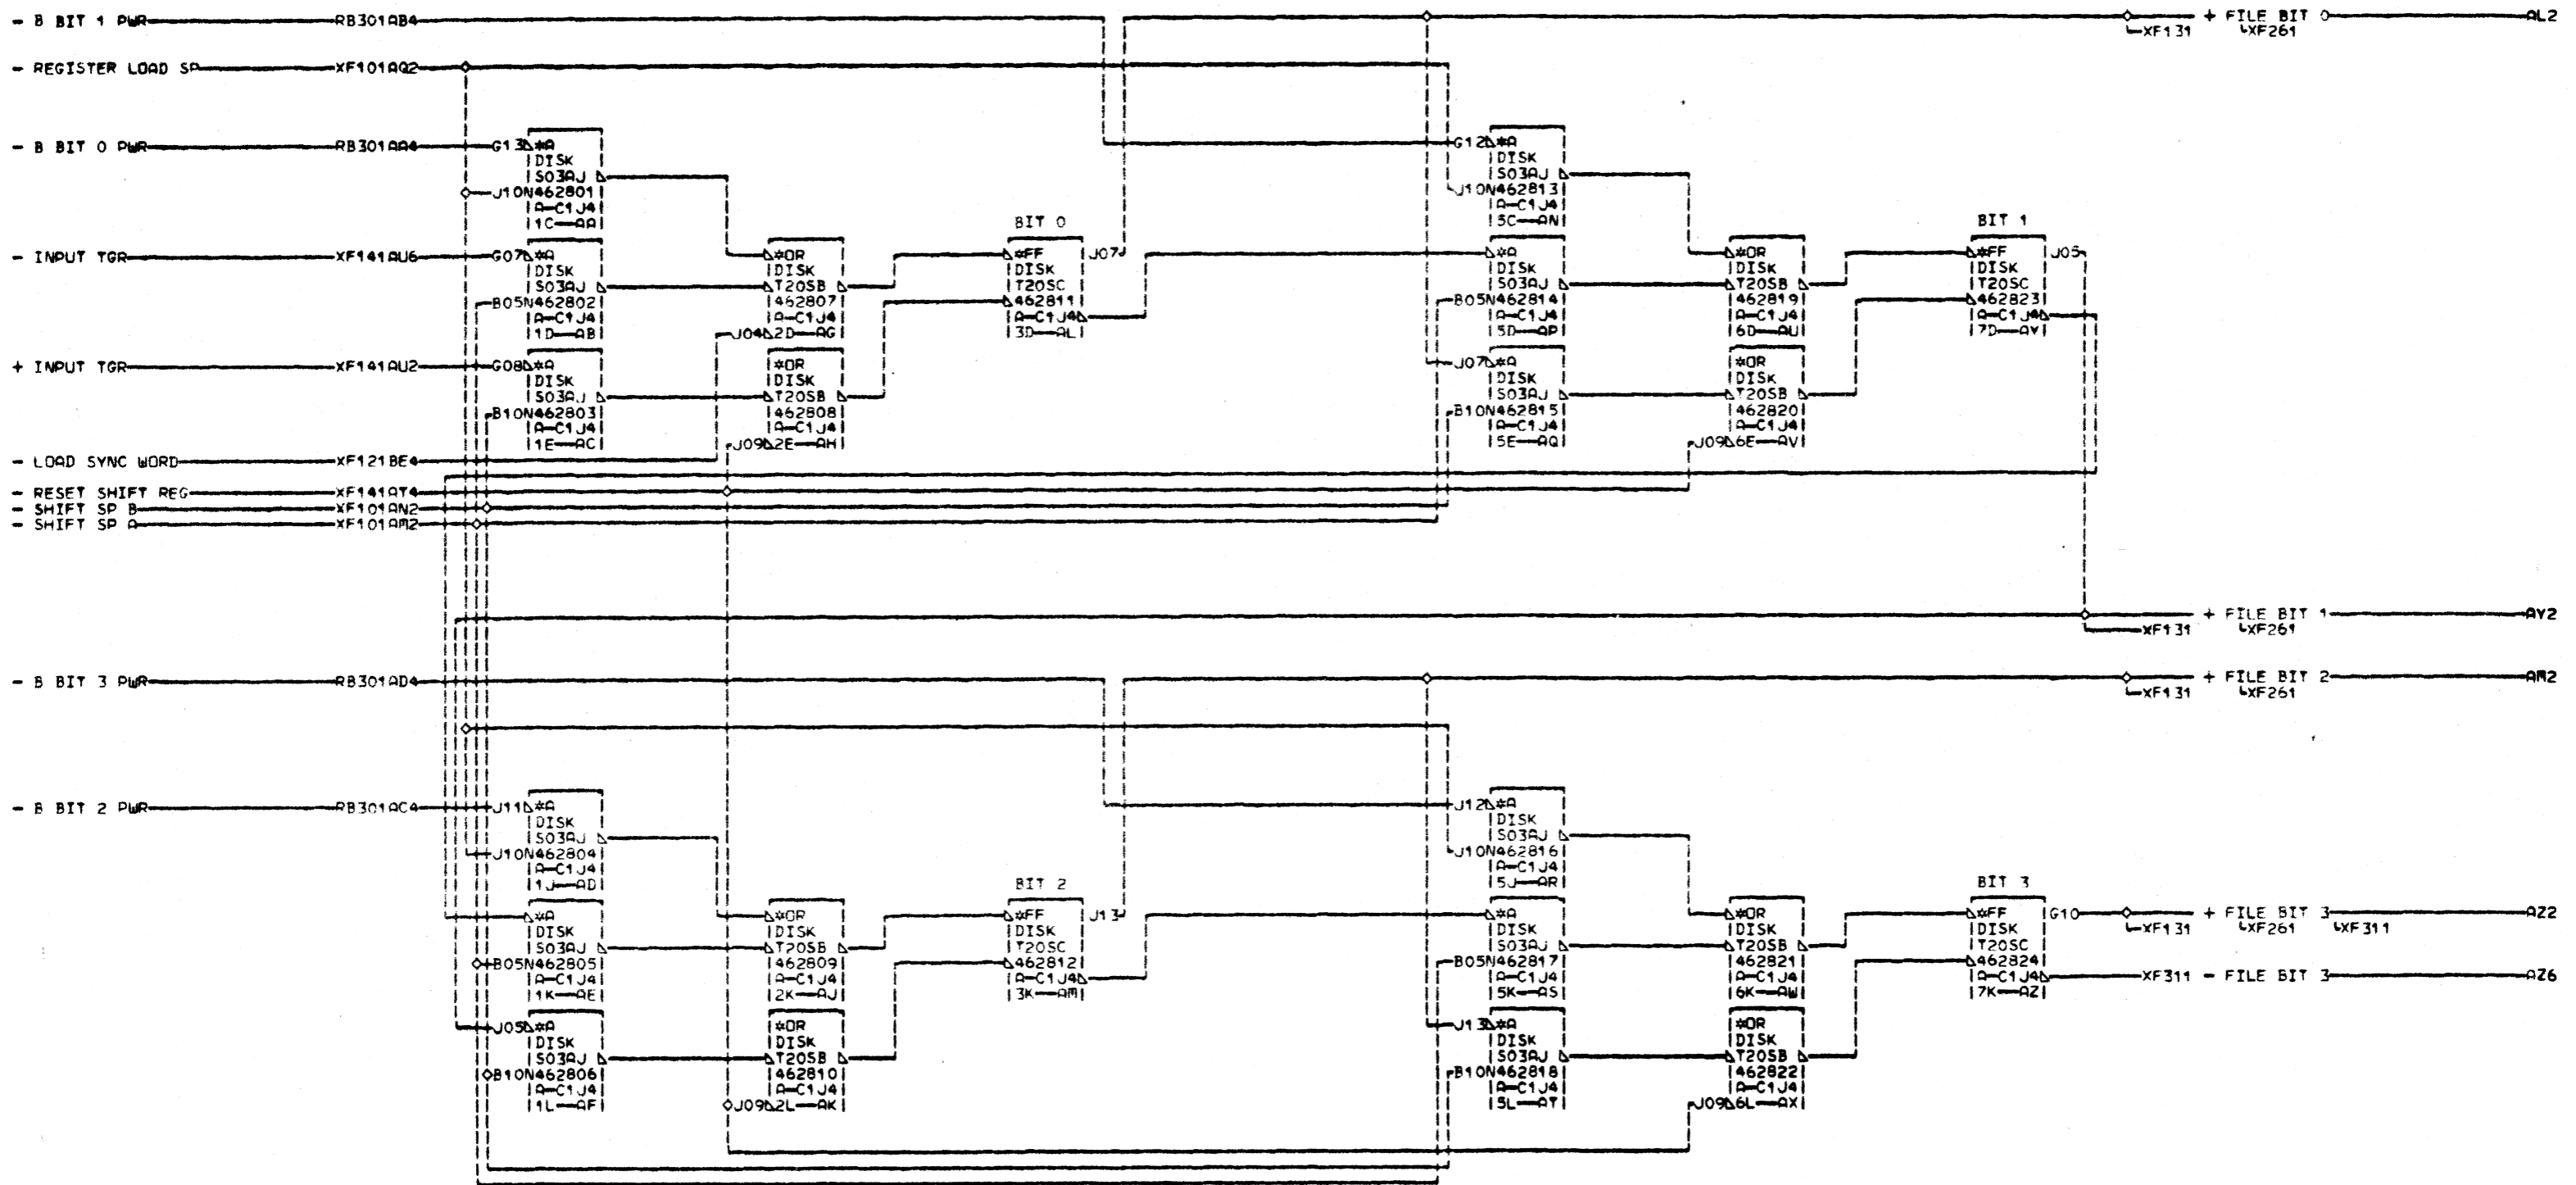 - B BIT 1 PWR RB301AB4
+ FILE BIT 0 AL2
XF131 XF261
- REGISTER LOAD SP XF101AQ2
- B BIT 0 PWR RB301AA4 G13 *A
DISK
S03AJ
J10N462801
A-C1J4
1C-AA
G12 *A
DISK
S03AJ
J10N462813
A-C1J4
5C-AN
- INPUT TGR XF141AU6 G07 *A
DISK
S03AJ
B05N462802
A-C1J4
1D-AB
*OR
DISK
T20SB
462807
A-C1J4
J04 2D-AG
BIT 0
*FF J07
DISK
T20SC
462811
A-C1J4
3D-AL
*A
DISK
S03AJ
B05N462814
A-C1J4
5D-AP
*OR
DISK
T20SB
462819
A-C1J4
6D-AU
BIT 1
*FF J05
DISK
T20SC
462823
A-C1J4
7D-AY
+ INPUT TGR XF141AU2 G08 *A
DISK
S03AJ
B10N462803
A-C1J4
1E-AC
*OR
DISK
T20SB
462808
A-C1J4
J09 2E-AH
J07 *A
DISK
S03AJ
B10N462815
A-C1J4
5E-AQ
*OR
DISK
T20SB
462820
A-C1J4
J09 6E-AV
- LOAD SYNC WORD XF121BE4
- RESET SHIFT REG XF141AT4
- SHIFT SP B XF101AN2
- SHIFT SP A XF101AM2
+ FILE BIT 1 AY2
XF131 XF261
- B BIT 3 PWR RB301AD4
+ FILE BIT 2 AM2
XF131 XF261
- B BIT 2 PWR RB301AC4 J11 *A
DISK
S03AJ
J10N462804
A-C1J4
1J-AD
J12 *A
DISK
S03AJ
J10N462816
A-C1J4
5J-AR
*A
DISK
S03AJ
B05N462805
A-C1J4
1K-AE
*OR
DISK
T20SB
462809
A-C1J4
2K-AJ
BIT 2
*FF J13
DISK
T20SC
462812
A-C1J4
3K-AM
*A
DISK
S03AJ
B05N462817
A-C1J4
5K-AS
*OR
DISK
T20SB
462821
A-C1J4
6K-AW
BIT 3
*FF G10
DISK
T20SC
462824
A-C1J4
7K-AZ
+ FILE BIT 3 AZ2
XF131 XF261 XF311
XF311 - FILE BIT 3 AZ6
J05 *A
DISK
S03AJ
B10N462806
A-C1J4
1L-AF
*OR
DISK
T20SB
462810
A-C1J4
J09 2L-AK
J13 *A
DISK
S03AJ
B10N462818
A-C1J4
5L-AT
*OR
DISK
T20SB
462822
A-C1J4
J09 6L-AX